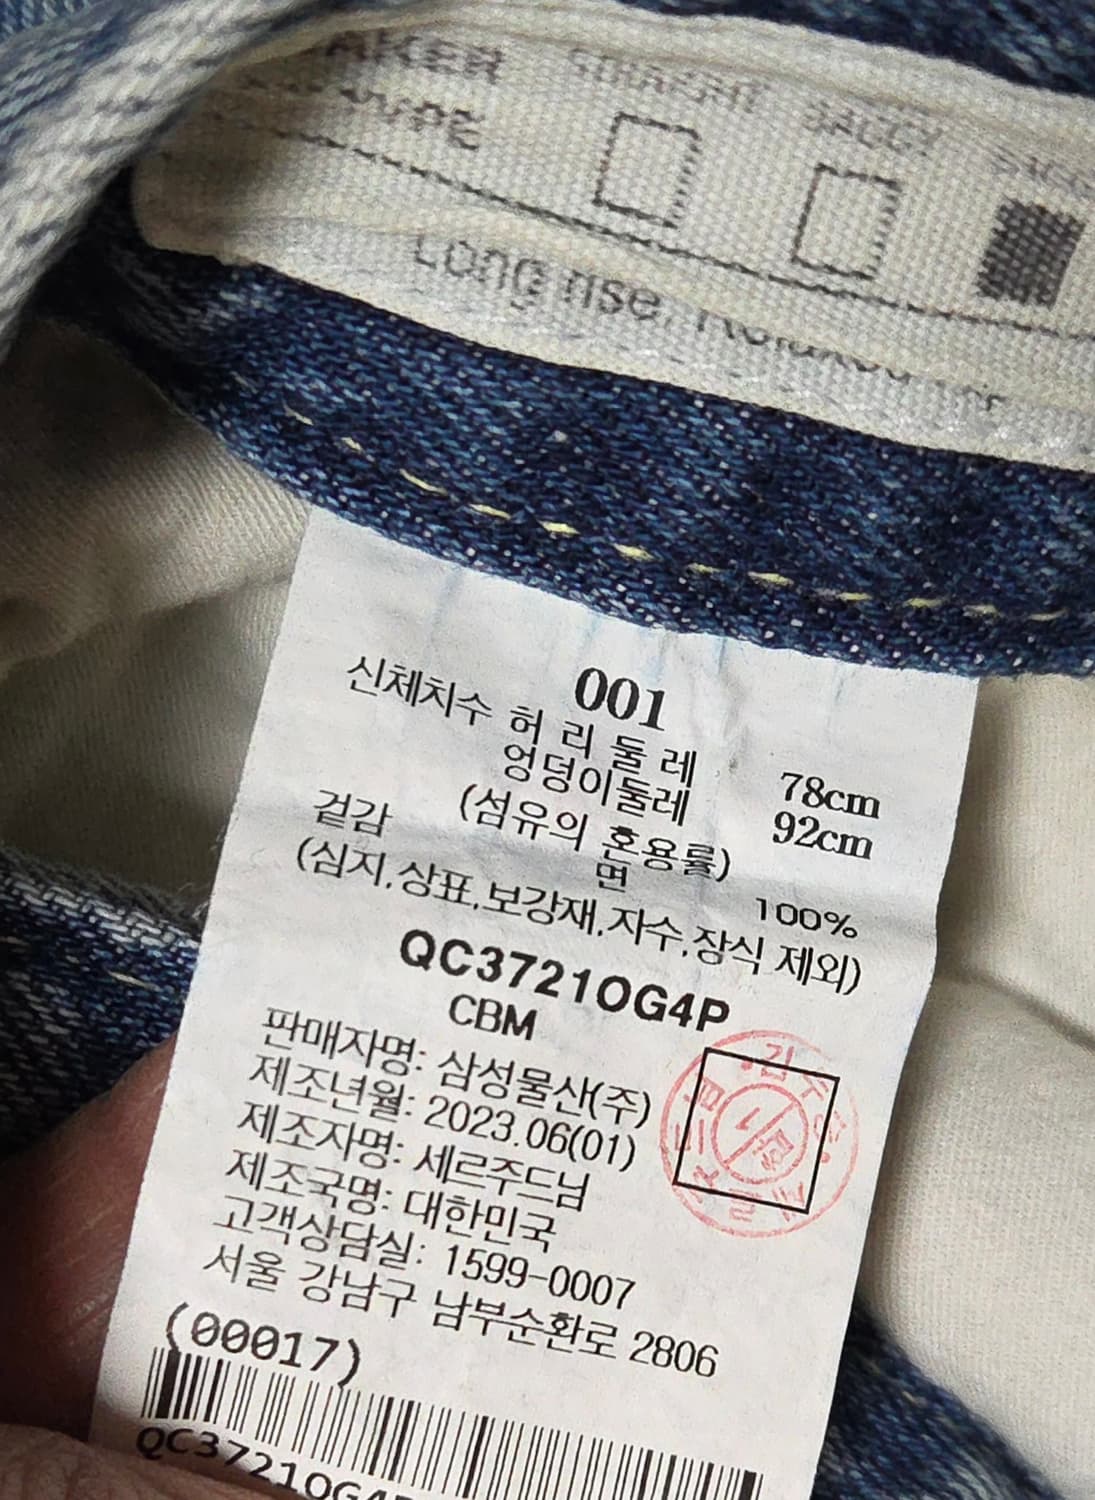 STRAIGHT BAGGY
Long rise, Relaxed
001
신체치수 허 리 둘 레 78cm
엉덩이둘레 92cm
(섬유의 혼용률)
겉감 면 100%
(심지,상표,보강재,자수,장식 제외)
QC3721OG4P
CBM
판매자명: 삼성물산(주)
제조년월: 2023.06(01)
제조자명: 세르주드님
제조국명: 대한민국
고객상담실: 1599-0007
서울 강남구 남부순환로 2806
(00017)